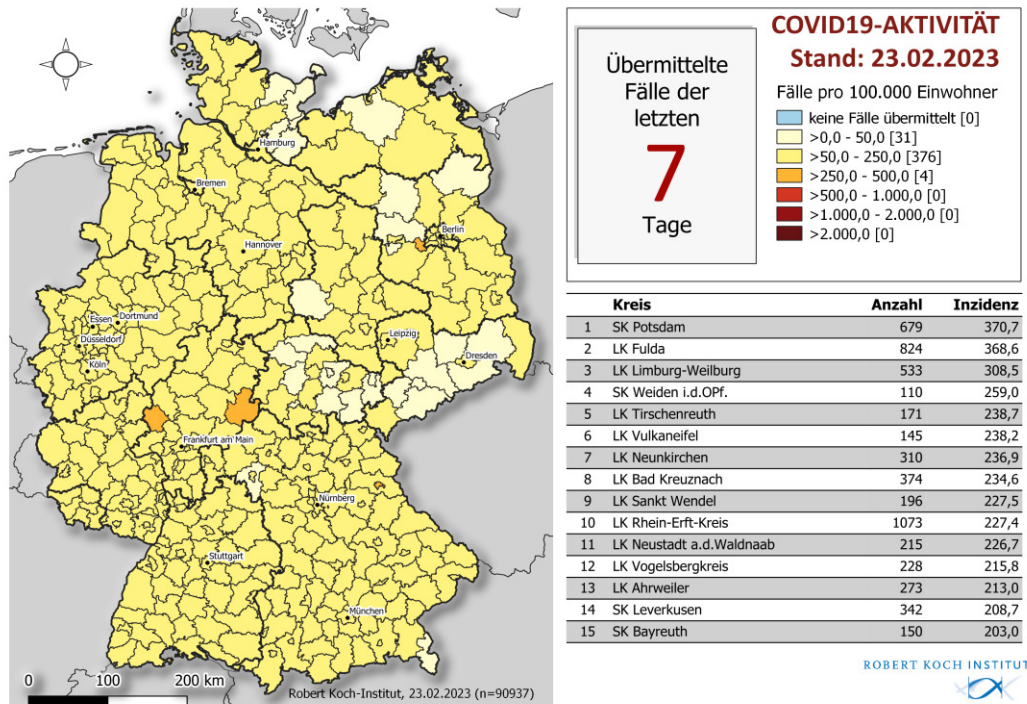 COVID19-AKTIVITÄT
Stand: 23.02.2023
Übermittelte
Fälle der
letzten
7
Tage
Fälle pro 100.000 Einwohner
keine Fälle übermittelt [0]
>0,0 - 50,0 [31]
>50,0 - 250,0 [376]
>250,0 - 500,0 [4]
>500,0 - 1.000,0 [0]
>1.000,0 - 2.000,0 [0]
>2.000,0 [0]
Hamburg
Bremen
Berlin
Hannover
Essen
Dortmund
Düsseldorf
Köln
Leipzig
Dresden
Frankfurt am Main
Nürnberg
Stuttgart
München
0 100 200 km
Robert Koch-Institut, 23.02.2023 (n=90937)
Kreis Anzahl Inzidenz
1 SK Potsdam 679 370,7
2 LK Fulda 824 368,6
3 LK Limburg-Weilburg 533 308,5
4 SK Weiden i.d.OPf. 110 259,0
5 LK Tirschenreuth 171 238,7
6 LK Vulkaneifel 145 238,2
7 LK Neunkirchen 310 236,9
8 LK Bad Kreuznach 374 234,6
9 LK Sankt Wendel 196 227,5
10 LK Rhein-Erft-Kreis 1073 227,4
11 LK Neustadt a.d.Waldnaab 215 226,7
12 LK Vogelsbergkreis 228 215,8
13 LK Ahrweiler 273 213,0
14 SK Leverkusen 342 208,7
15 SK Bayreuth 150 203,0
ROBERT KOCH INSTITUT